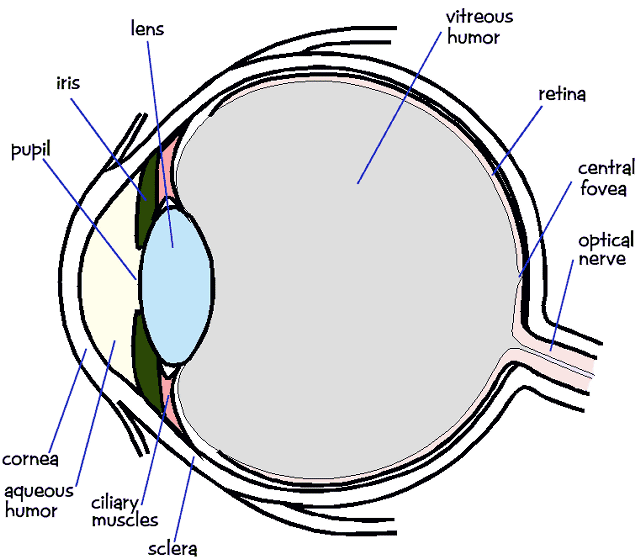 lens
vitreous
humor
iris
retina
pupil
central
fovea
optical
nerve
cornea
aqueous
humor
ciliary
muscles
sclera